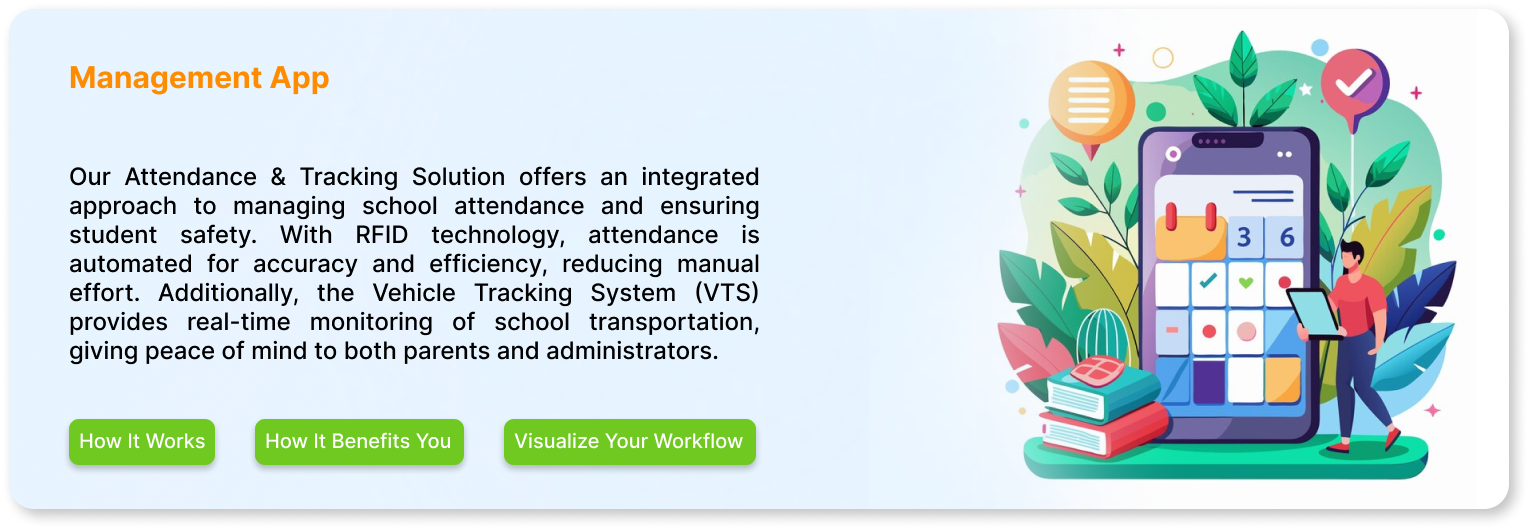 Management App
Our Attendance & Tracking Solution offers an integrated
approach to managing school attendance and ensuring
student safety. With RFID technology, attendance is
automated for accuracy and efficiency, reducing manual
effort. Additionally, the Vehicle Tracking System (VTS)
provides real-time monitoring of school transportation,
giving peace of mind to both parents and administrators.
How It Works How It Benefits You Visualize Your Workflow
3 6